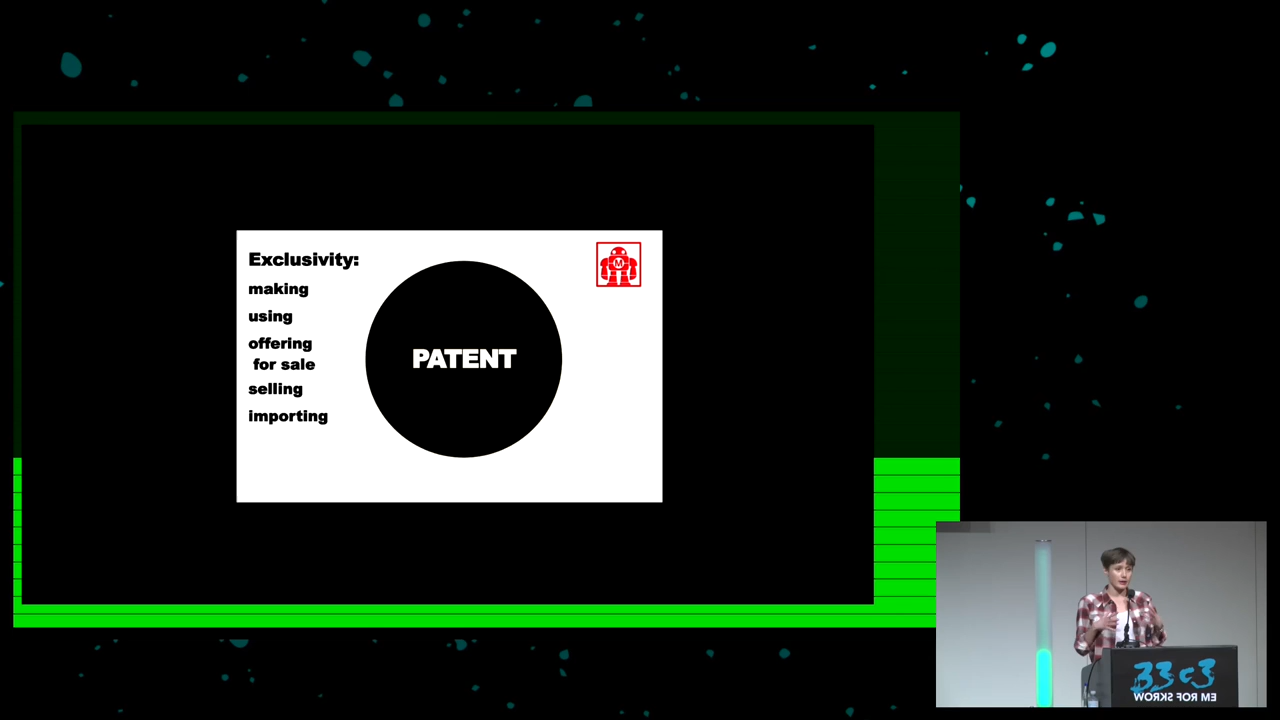 Exclusivity:
making
using
offering
for sale
selling
importing
PATENT
M
33c3
WORKS FOR ME